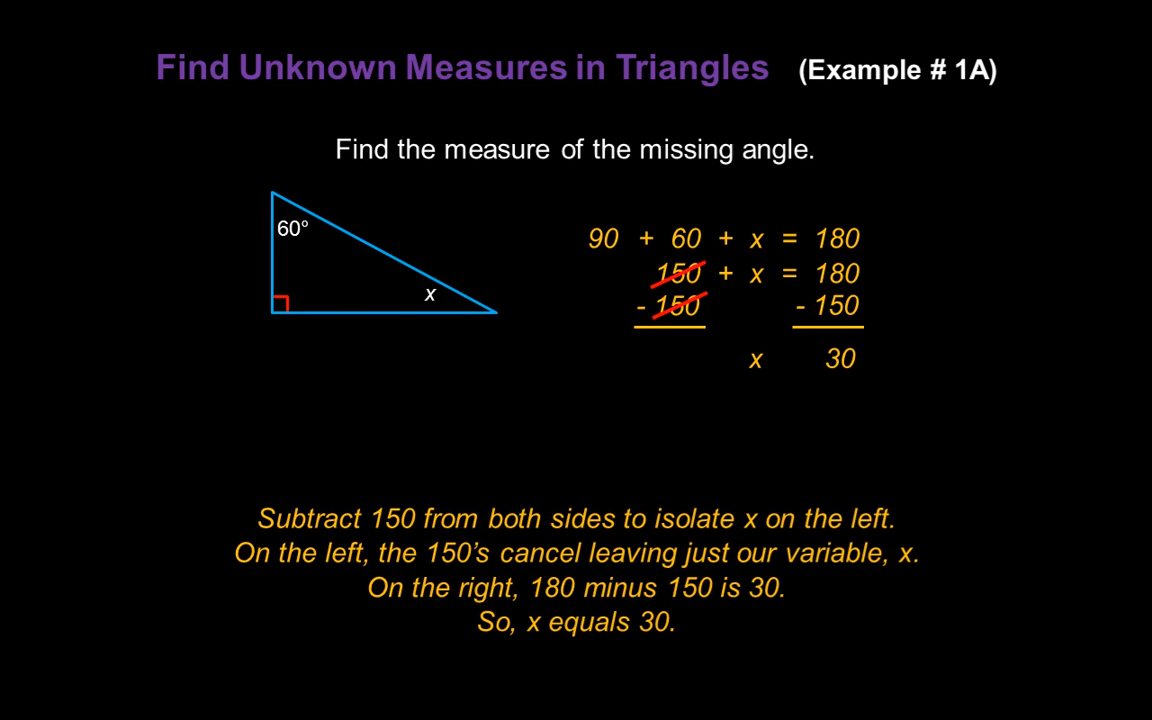 Find Unknown Measures in Triangles (Example # 1A)
Find the measure of the missing angle.
60°
x
90 + 60 + x = 180
150 + x = 180
- 150 - 150
x 30
Subtract 150 from both sides to isolate x on the left.
On the left, the 150’s cancel leaving just our variable, x.
On the right, 180 minus 150 is 30.
So, x equals 30.